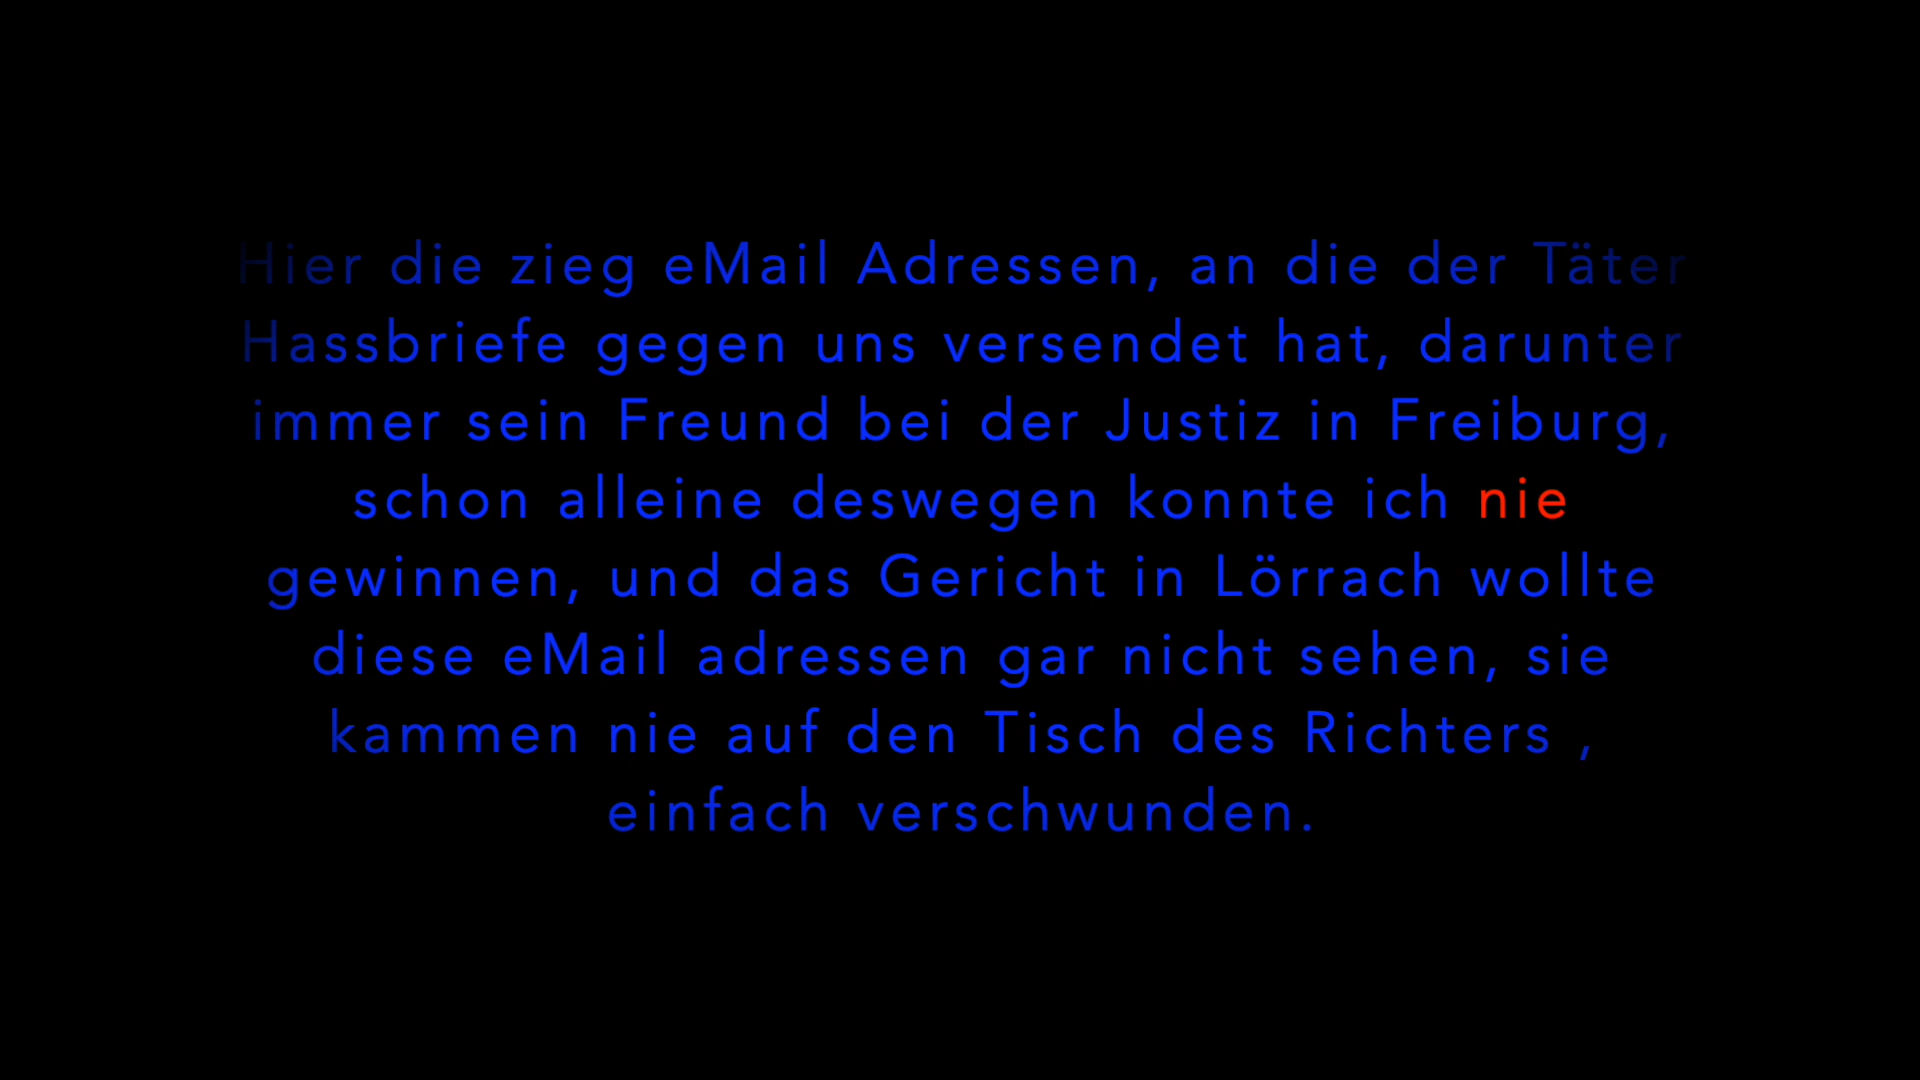 Hier die zieg eMail Adressen, an die der Täter
Hassbriefe gegen uns versendet hat, darunter
immer sein Freund bei der Justiz in Freiburg,
schon alleine deswegen konnte ich nie
gewinnen, und das Gericht in Lörrach wollte
diese eMail adressen gar nicht sehen, sie
kammen nie auf den Tisch des Richters ,
einfach verschwunden.